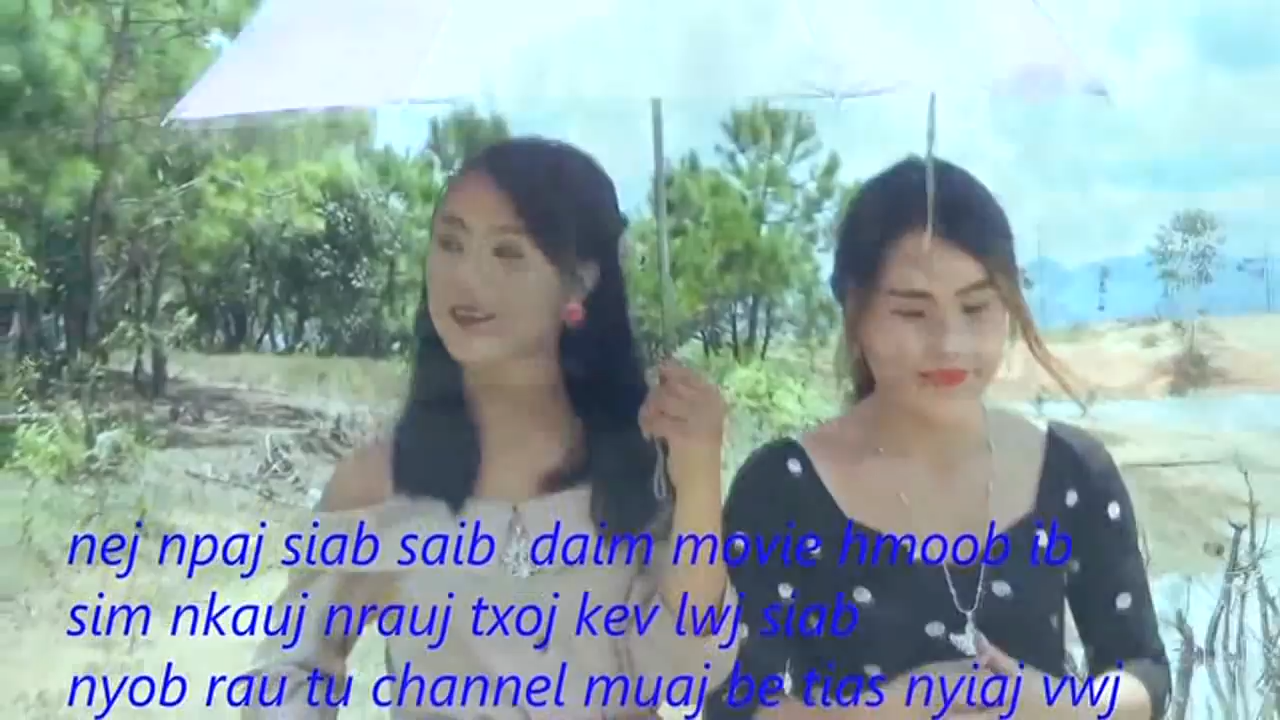 nej npaj siab saib daim movie hmoob ib
sim nkauj nrauj txoj kev lwj siab
nyob rau tu channel muaj be tias nyiaj vwj